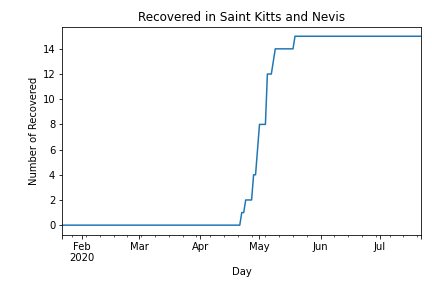 Recovered in Saint Kitts and Nevis
Number of Recovered
14
12
10
8
6
4
2
0
Feb Mar Apr May Jun Jul
2020
Day